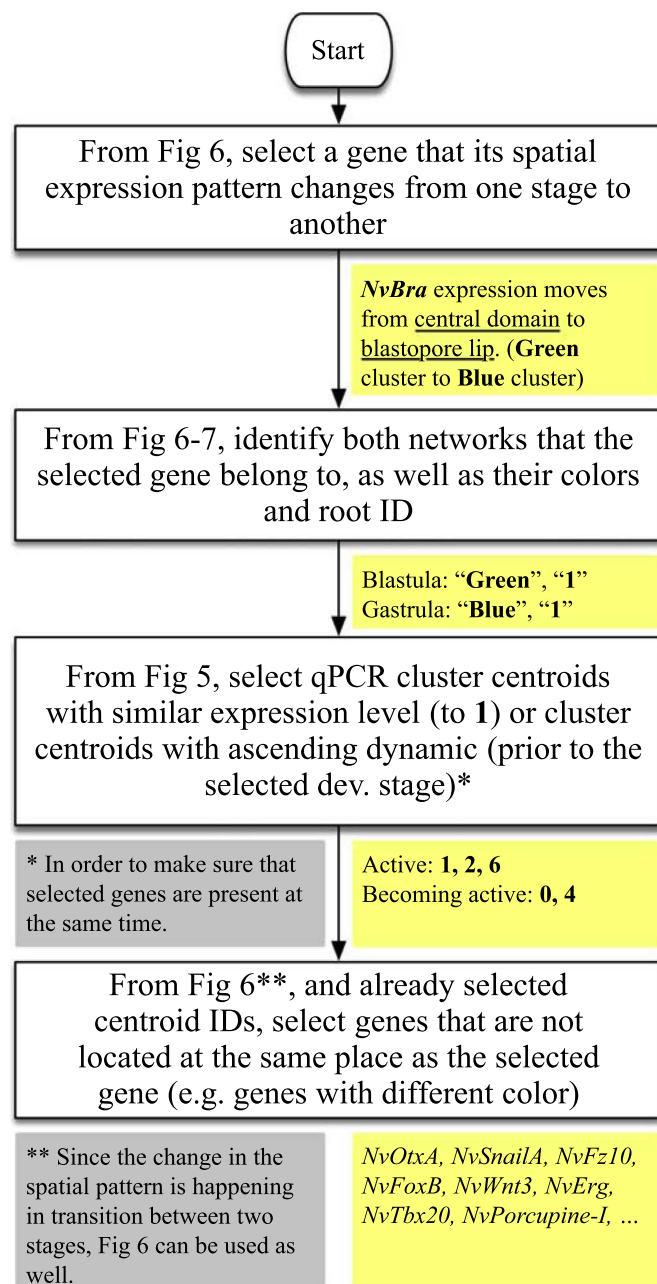 Start
From Fig 6, select a gene that its spatial
expression pattern changes from one stage to
another
NvBra expression moves
from central domain to
blastopore lip. (Green
cluster to Blue cluster)
From Fig 6-7, identify both networks that the
selected gene belong to, as well as their colors
and root ID
Blastula: “Green”, “1”
Gastrula: “Blue”, “1”
From Fig 5, select qPCR cluster centroids
with similar expression level (to 1) or cluster
centroids with ascending dynamic (prior to the
selected dev. stage)*
* In order to make sure that
selected genes are present at
the same time.
Active: 1, 2, 6
Becoming active: 0, 4
From Fig 6**, and already selected
centroid IDs, select genes that are not
located at the same place as the selected
gene (e.g. genes with different color)
** Since the change in the
spatial pattern is happening
in transition between two
stages, Fig 6 can be used as
well.
NvOtxA, NvSnailA, NvFz10,
NvFoxB, NvWnt3, NvErg,
NvTbx20, NvPorcupine-I, ...